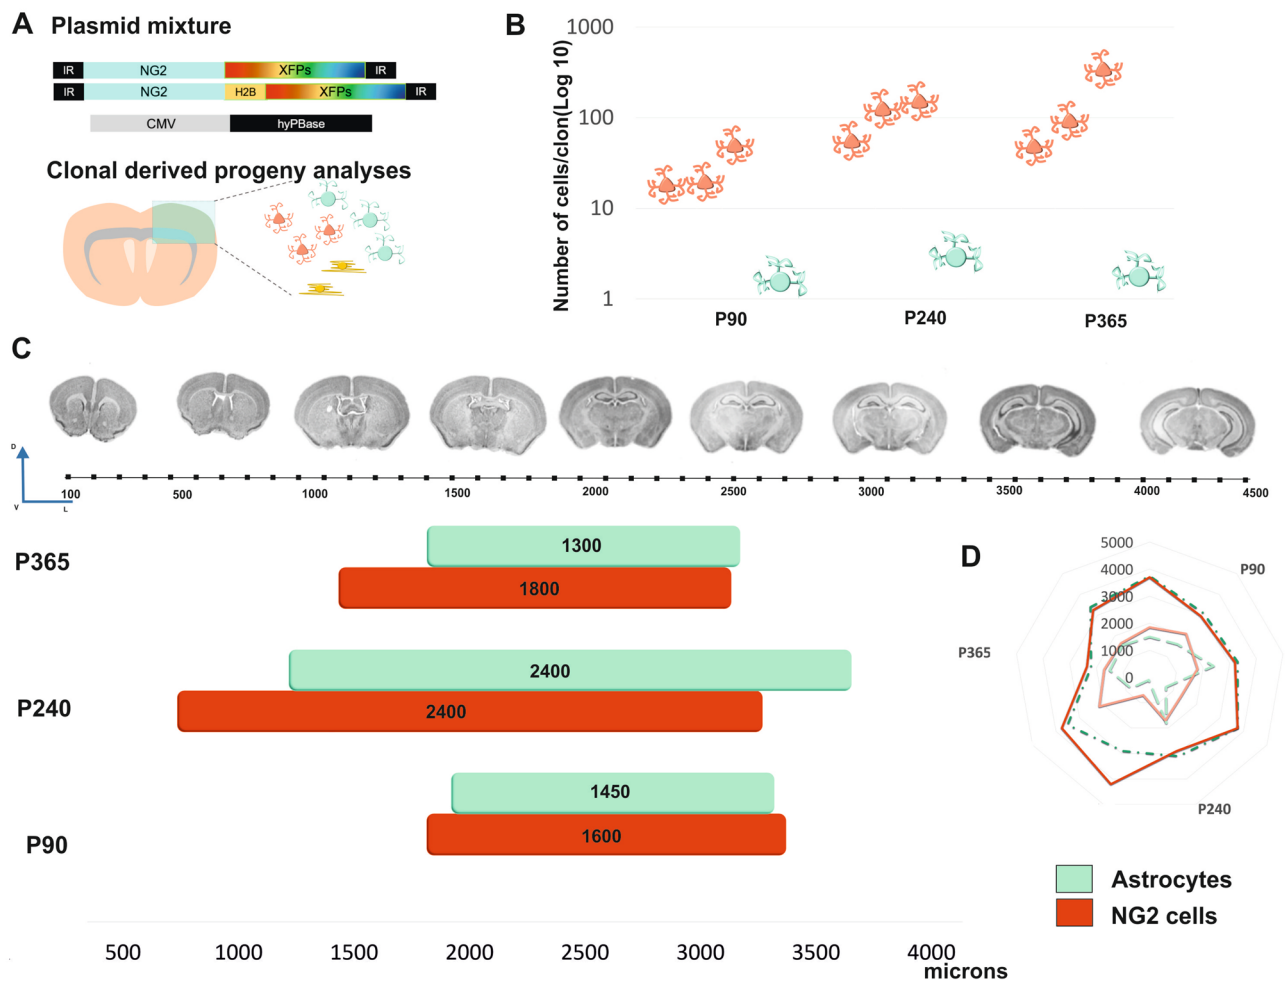 A Plasmid mixture
IR NG2 XFPs IR
IR NG2 H2B XFPs IR
CMV hyPBase
Clonal derived progeny analyses
B
Number of cells/clon(Log 10)
1000
100
10
1
P90 P240 P365
C
D
V L
100 500 1000 1500 2000 2500 3000 3500 4000 4500
P365
1300
1800
P240
2400
2400
P90
1450
1600
500 1000 1500 2000 2500 3000 3500 4000
microns
D
5000
4000
3000
2000
1000
0
P90
P240
P365
Astrocytes
NG2 cells